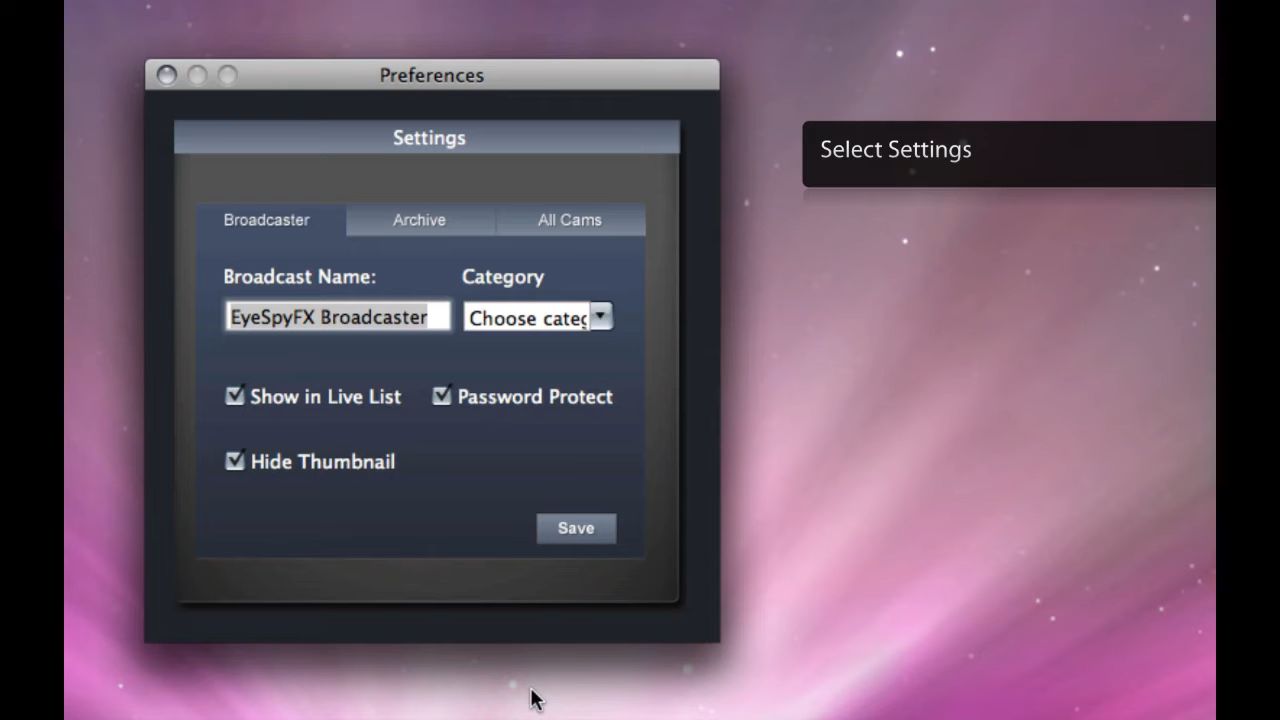 Preferences
Settings
Select Settings
Broadcaster Archive All Cams
Broadcast Name: Category
EyeSpyFX Broadcaster Choose categ
Show in Live List Password Protect
Hide Thumbnail
Save